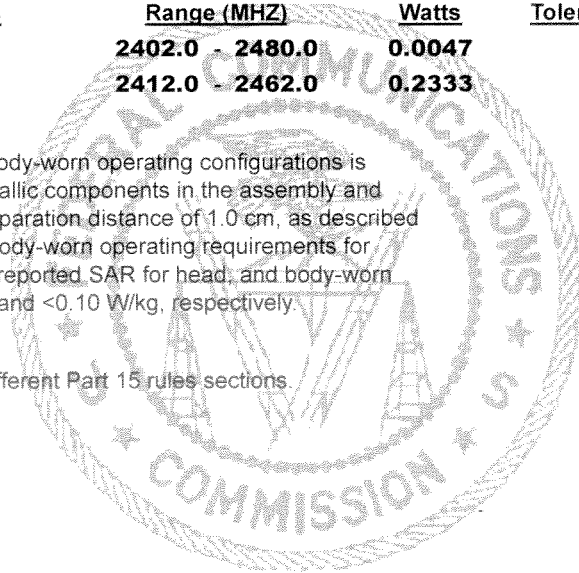 Range (MHZ) Watts Toler
2402.0 - 2480.0 0.0047
2412.0 - 2462.0 0.2333
ody-worn operating configurations is
allic components in the assembly and
paration distance of 1.0 cm, as described
ody-worn operating requirements for
reported SAR for head, and body-worn
and <0.10 W/kg, respectively.
fferent Part 15 rules sections.
FEDERAL COMMUNICATIONS
COMMISSION
U S